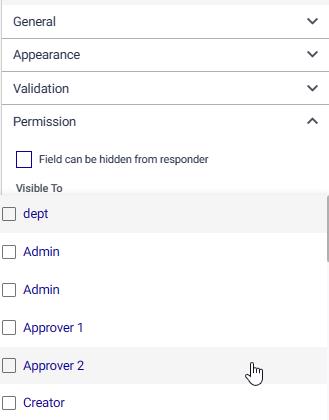 General
Appearance
Validation
Permission
Field can be hidden from responder
Visible To
dept
Admin
Admin
Approver 1
Approver 2
Creator